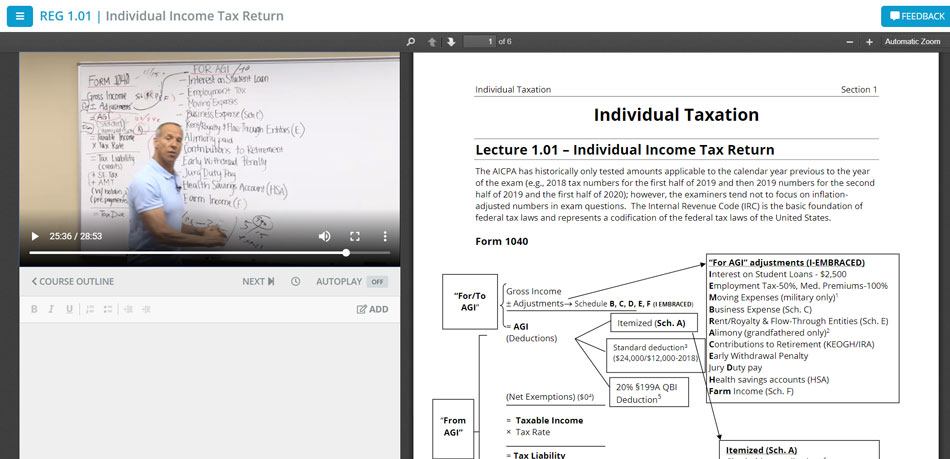 REG 1.01 | Individual Income Tax Return
FEEDBACK
FORM 1040
Gross Income
± Adjustments
= AGI
= Taxable Income
x Tax Rate
= Tax Liability
(credits)
+ AMT
= Tax Due
FOR AGI
- Interest on Student Loan
- Employment Tax
- Moving Expenses
- Business Expense (Sch C)
Rent/Royalty & Flow Through Entities (E)
Alimony paid
Contributions to Retirement
Early Withdrawal Penalty
Jury Duty Pay
Health Savings Account (HSA)
Farm Income (F)
25:36 / 28:53
COURSE OUTLINE
NEXT
AUTOPLAY OFF
B I U
ADD
1 of 6
Automatic Zoom
Individual Taxation Section 1
Individual Taxation
Lecture 1.01 – Individual Income Tax Return
The AICPA has historically only tested amounts applicable to the calendar year previous to the year
of the exam (e.g., 2018 tax numbers for the first half of 2019 and then 2019 numbers for the second
half of 2019 and the first half of 2020); however, the examiners tend not to focus on inflation-
adjusted numbers in exam questions. The Internal Revenue Code (IRC) is the basic foundation of
federal tax laws and represents a codification of the federal tax laws of the United States.
Form 1040
"For/To
AGI"
Gross Income
± Adjustments→ Schedule B, C, D, E, F (I EMBRACED)
= AGI
(Deductions)
Itemized (Sch. A)
Standard deduction³
($24,000/$12,000-2018)
20% §199A QBI
Deduction⁵
"For AGI" adjustments (I-EMBRACED)
Interest on Student Loans - $2,500
Employment Tax-50%, Med. Premiums-100%
Moving Expenses (military only)¹
Business Expense (Sch. C)
Rent/Royalty & Flow-Through Entities (Sch. E)
Alimony (grandfathered only)²
Contributions to Retirement (KEOGH/IRA)
Early Withdrawal Penalty
Jury Duty pay
Health savings accounts (HSA)
Farm Income (Sch. F)
"From
AGI"
(Net Exemptions) ($0⁴)
= Taxable Income
× Tax Rate
= Tax Liability
Itemized (Sch. A)